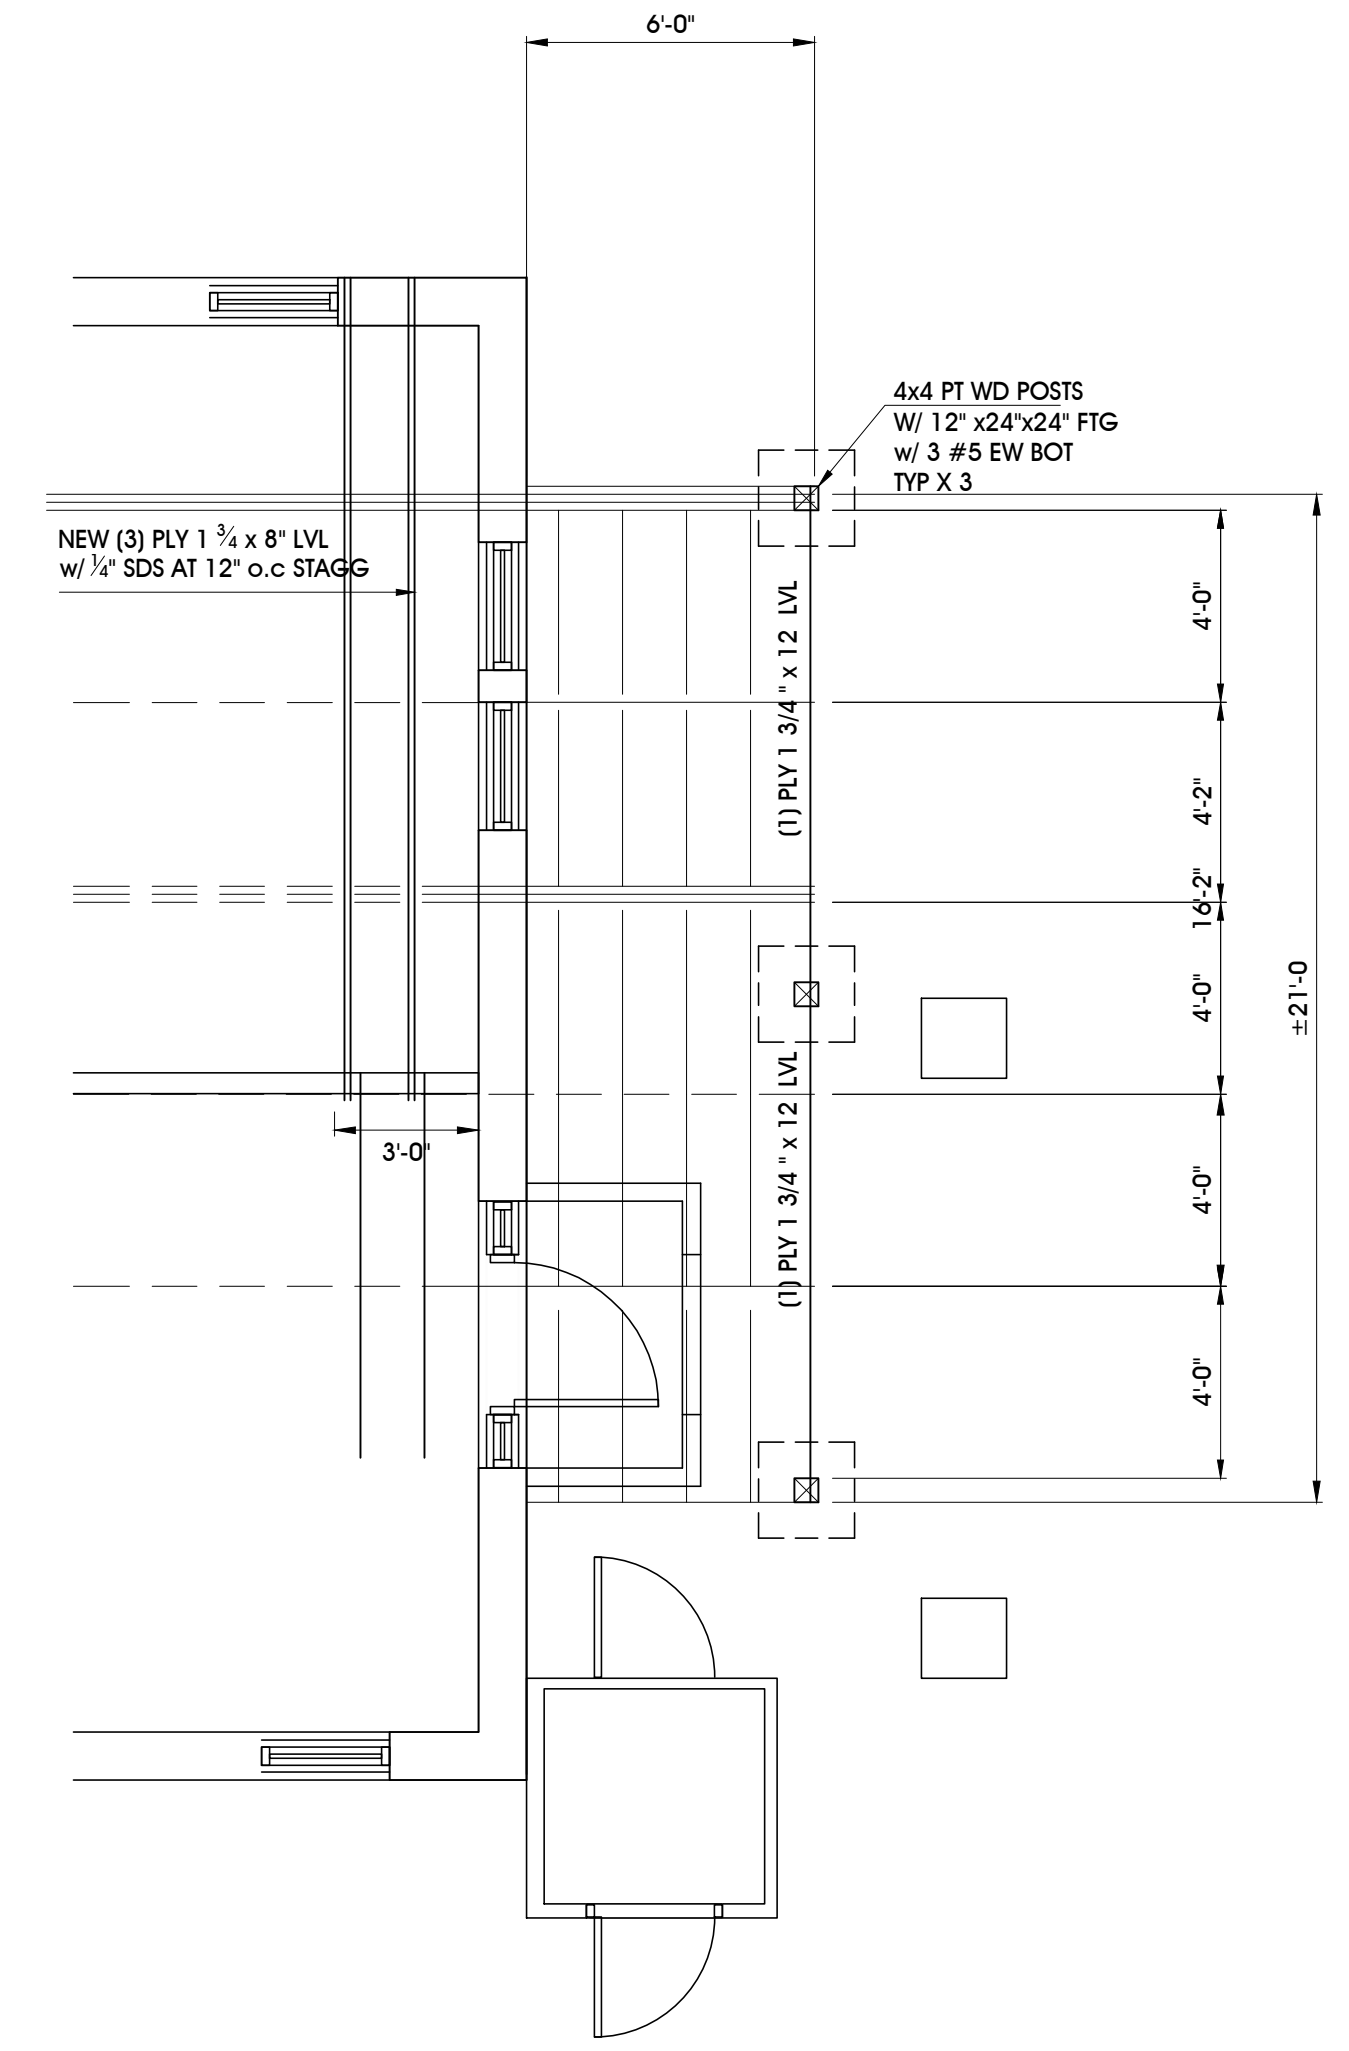 6'-0"
4x4 PT WD POSTS
W/ 12" x24"x24" FTG
w/ 3 #5 EW BOT
TYP X 3
NEW (3) PLY 1 3/4 x 8" LVL
w/ 1/4" SDS AT 12" o.c STAGG
(1) PLY 1 3/4 " x 12 LVL
4'-0"
4'-2"
16'-2"
4'-0"
±21'-0
(1) PLY 1 3/4 " x 12 LVL
3'-0"
4'-0"
4'-0"